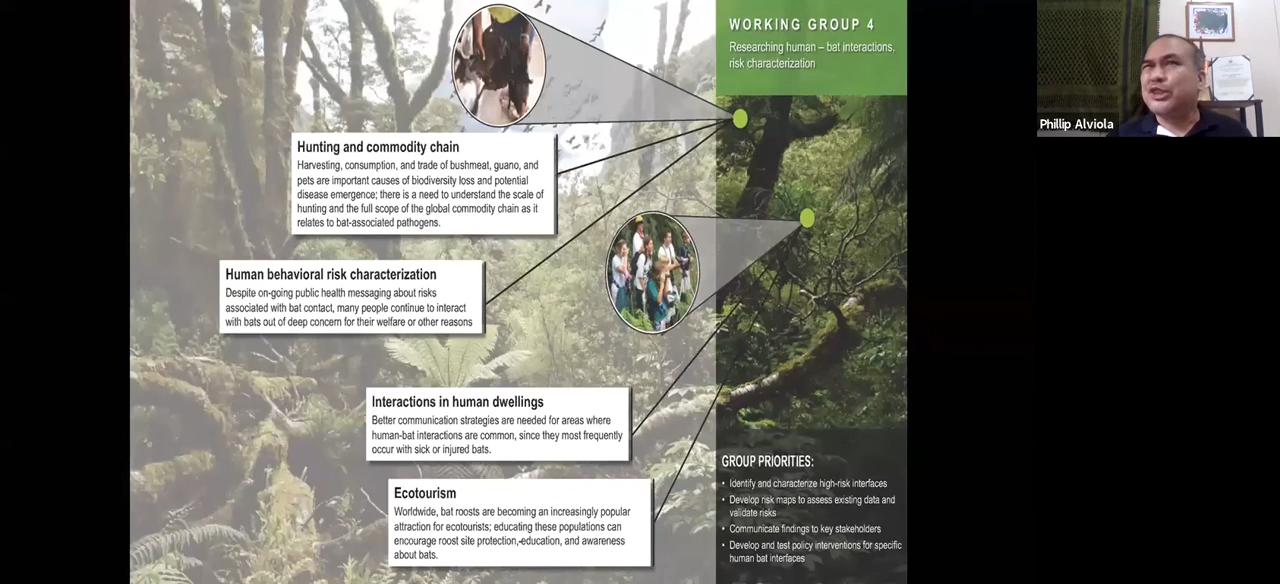 WORKING GROUP 4
Researching human – bat interactions,
risk characterization
Phillip Alviola
Hunting and commodity chain
Harvesting, consumption, and trade of bushmeat, guano, and
pets are important causes of biodiversity loss and potential
disease emergence; there is a need to understand the scale of
hunting and the full scope of the global commodity chain as it
relates to bat-associated pathogens.
Human behavioral risk characterization
Despite on-going public health messaging about risks
associated with bat contact, many people continue to interact
with bats out of deep concern for their welfare or other reasons
Interactions in human dwellings
Better communication strategies are needed for areas where
human-bat interactions are common, since they most frequently
occur with sick or injured bats.
Ecotourism
Worldwide, bat roosts are becoming an increasingly popular
attraction for ecotourists; educating these populations can
encourage roost site protection,-education, and awareness
about bats.
GROUP PRIORITIES:
• Identify and characterize high-risk interfaces
• Develop risk maps to assess existing data and
validate risks
• Communicate findings to key stakeholders
• Develop and test policy interventions for specific
human bat interfaces